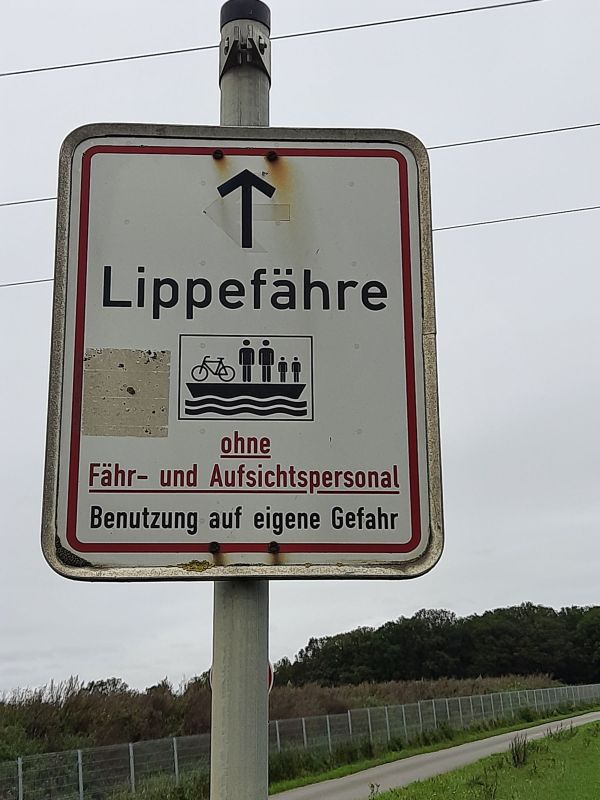 Lippefähre
ohne
Fähr- und Aufsichtspersonal
Benutzung auf eigene Gefahr